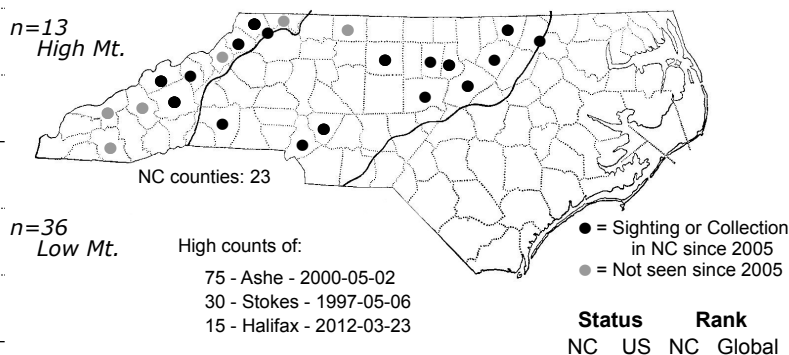 n=13
High Mt.
NC counties: 23
n=36
Low Mt.
High counts of:
75 - Ashe - 2000-05-02
30 - Stokes - 1997-05-06
15 - Halifax - 2012-03-23
● = Sighting or Collection
in NC since 2005
● = Not seen since 2005
Status Rank
NC US NC Global